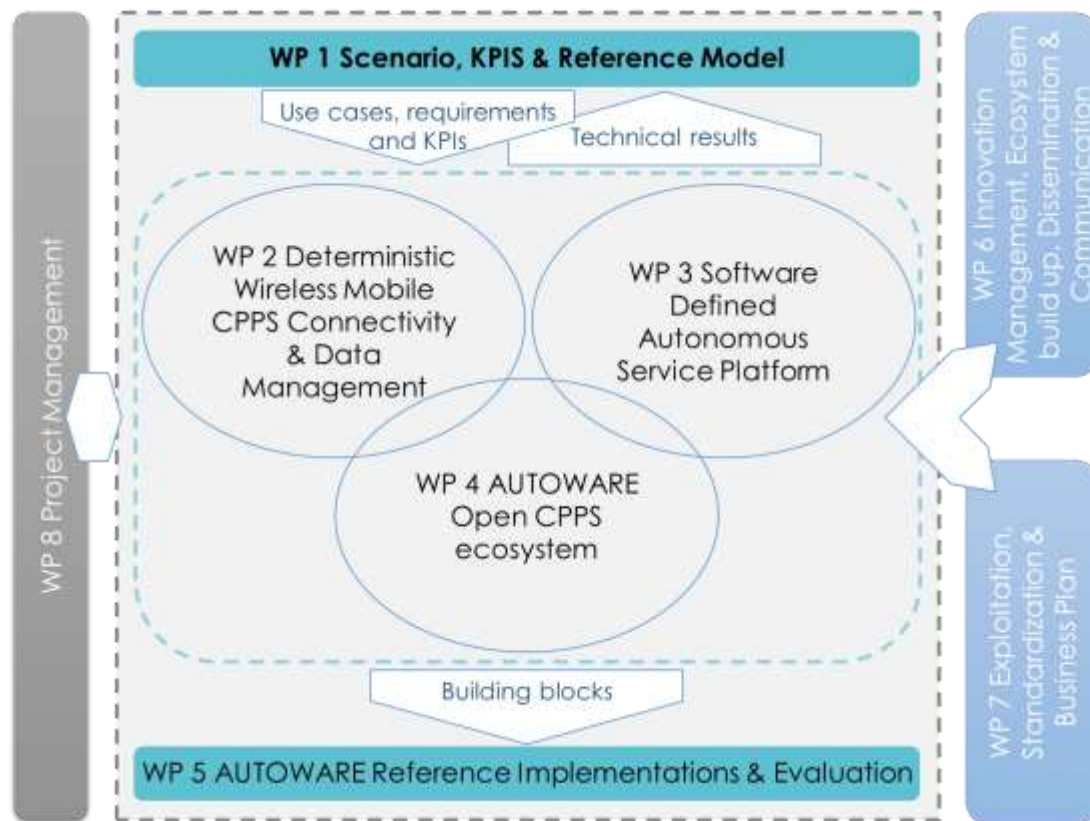 WP 1 Scenario, KPIS & Reference Model
Use cases, requirements
and KPIs
Technical results
WP 2 Deterministic
Wireless Mobile
CPPS Connectivity
& Data
Management
WP 3 Software
Defined
Autonomous
Service Platform
WP 4 AUTOWARE
Open CPPS
ecosystem
Building blocks
WP 5 AUTOWARE Reference Implementations & Evaluation
WP 8 Project Management
WP 6 Innovation
Management, Ecosystem
build up. Dissemination &
Communication
WP 7 Exploitation,
Standardization &
Business Plan